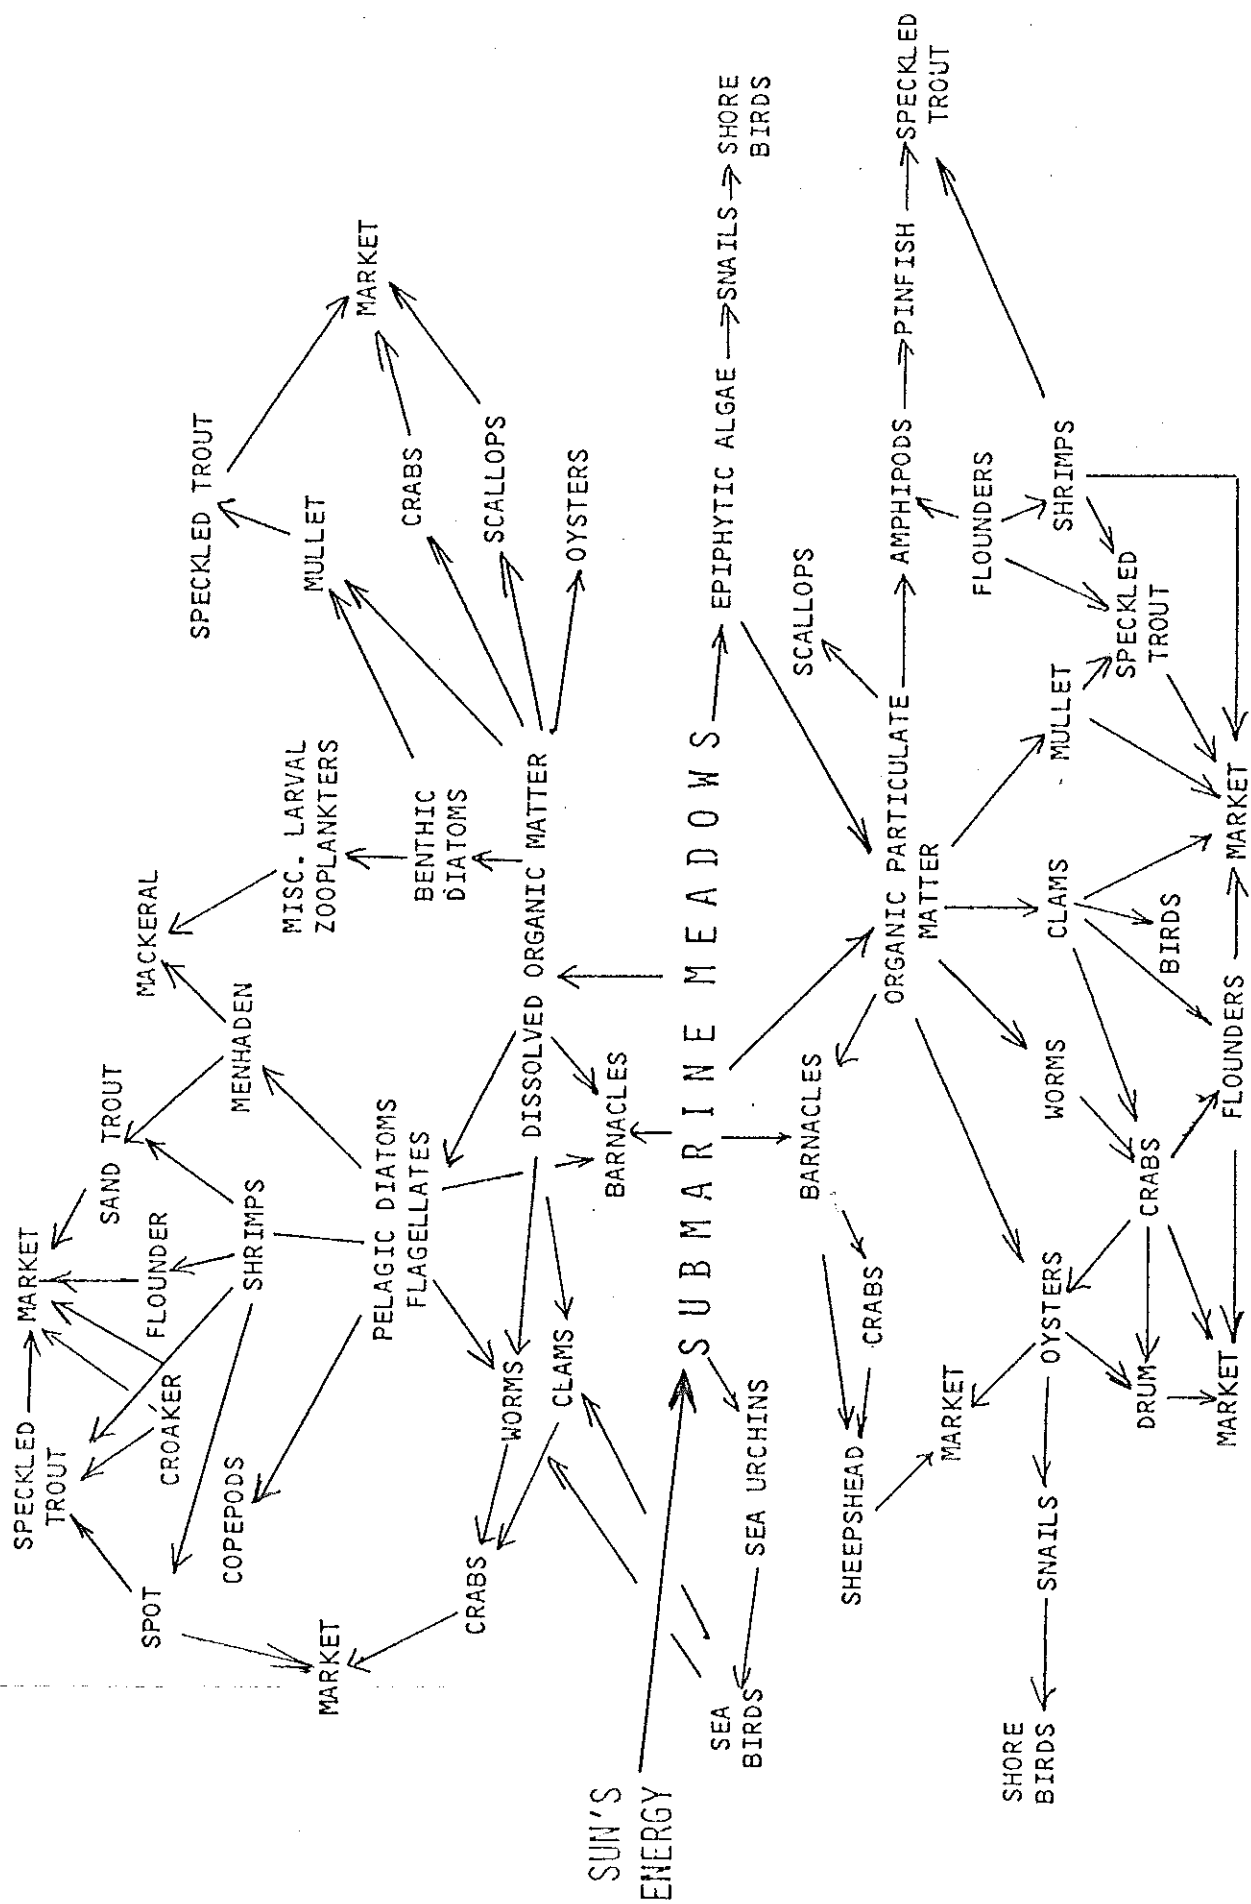 SPECKLED
TROUT
MARKET
SAND TROUT
MACKERAL
SPOT
CROAKER
FLOUNDER
SPECKLED TROUT
COPEPODS
SHRIMPS
MENHADEN
MISC. LARVAL
ZOOPLANKTERS
MULLET
MARKET
MARKET
PELAGIC DIATOMS
FLAGELLATES
BENTHIC
DIATOMS
CRABS
CRABS
WORMS
SCALLOPS
DISSOLVED ORGANIC MATTER
CLAMS
OYSTERS
BARNACLES
SUN'S
ENERGY
SUBMARINE MEADOWS
EPIPHYTIC ALGAE
SNAILS
SHORE
BIRDS
SEA
BIRDS
SEA URCHINS
BARNACLES
SCALLOPS
SHEEPSHEAD
CRABS
ORGANIC PARTICULATE
MATTER
AMPHIPODS
PINFISH
SPECKLED
TROUT
MARKET
FLOUNDERS
SHORE
BIRDS
SNAILS
OYSTERS
WORMS
CLAMS
MULLET
SHRIMPS
SPECKLED
TROUT
DRUM
CRABS
BIRDS
MARKET
FLOUNDERS
MARKET